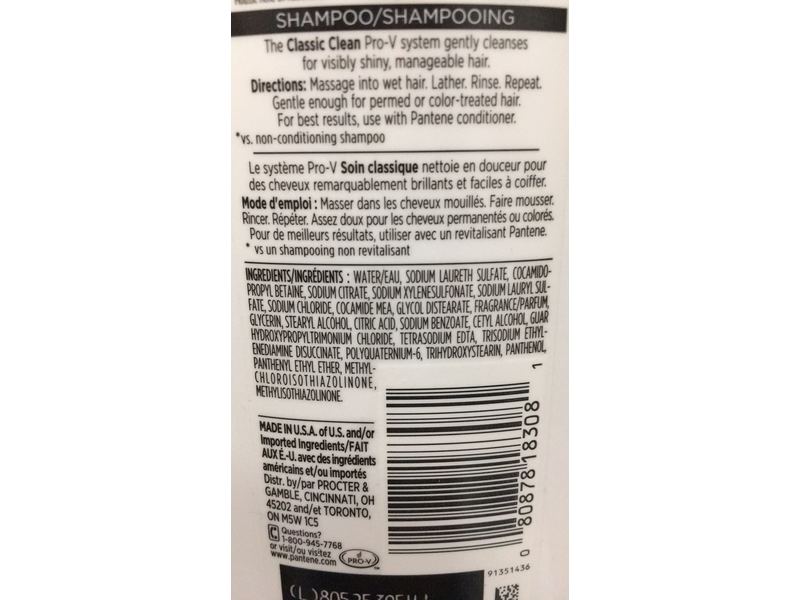 SHAMPOO/SHAMPOOING
The Classic Clean Pro-V system gently cleanses
for visibly shiny, manageable hair.
Directions: Massage into wet hair. Lather. Rinse. Repeat.
Gentle enough for permed or color-treated hair.
For best results, use with Pantene conditioner.
*vs. non-conditioning shampoo
Le système Pro-V Soin classique nettoie en douceur pour
des cheveux remarquablement brillants et faciles à coiffer.
Mode d'emploi : Masser dans les cheveux mouillés. Faire mousser.
Rincer. Répéter. Assez doux pour les cheveux permanentés ou colorés.
Pour de meilleurs résultats, utiliser avec un revitalisant Pantene.
* vs un shampooing non revitalisant
INGREDIENTS/INGRÉDIENTS : WATER/EAU, SODIUM LAURETH SULFATE, COCAMIDO-
PROPYL BETAINE, SODIUM CITRATE, SODIUM XYLENESULFONATE, SODIUM LAURYL SUL-
FATE, SODIUM CHLORIDE, COCAMIDE MEA, GLYCOL DISTEARATE, FRAGRANCE/PARFUM,
GLYCERIN, STEARYL ALCOHOL, CITRIC ACID, SODIUM BENZOATE, CETYL ALCOHOL, GUAR
HYDROXYPROPYLTRIMONIUM CHLORIDE, TETRASODIUM EDTA, TRISODIUM ETHYL-
ENEDIAMINE DISUCCINATE, POLYQUATERNIUM-6, TRIHYDROXYSTEARIN, PANTHENOL,
PANTHENYL ETHYL ETHER, METHYL-
CHLOROISOTHIAZOLINONE,
METHYLISOTHIAZOLINONE.
MADE IN U.S.A. of U.S. and/or
Imported Ingredients/FAIT
AUX É.-U. avec des ingrédients
américains et/ou importés
Distr. by/par PROCTER &
GAMBLE, CINCINNATI, OH
45202 and/et TORONTO,
ON M5W 1C5
Questions?
1-800-945-7768
or visit/ou visitez
www.pantene.com
PRO-V
0 80878 18308 1
91351436